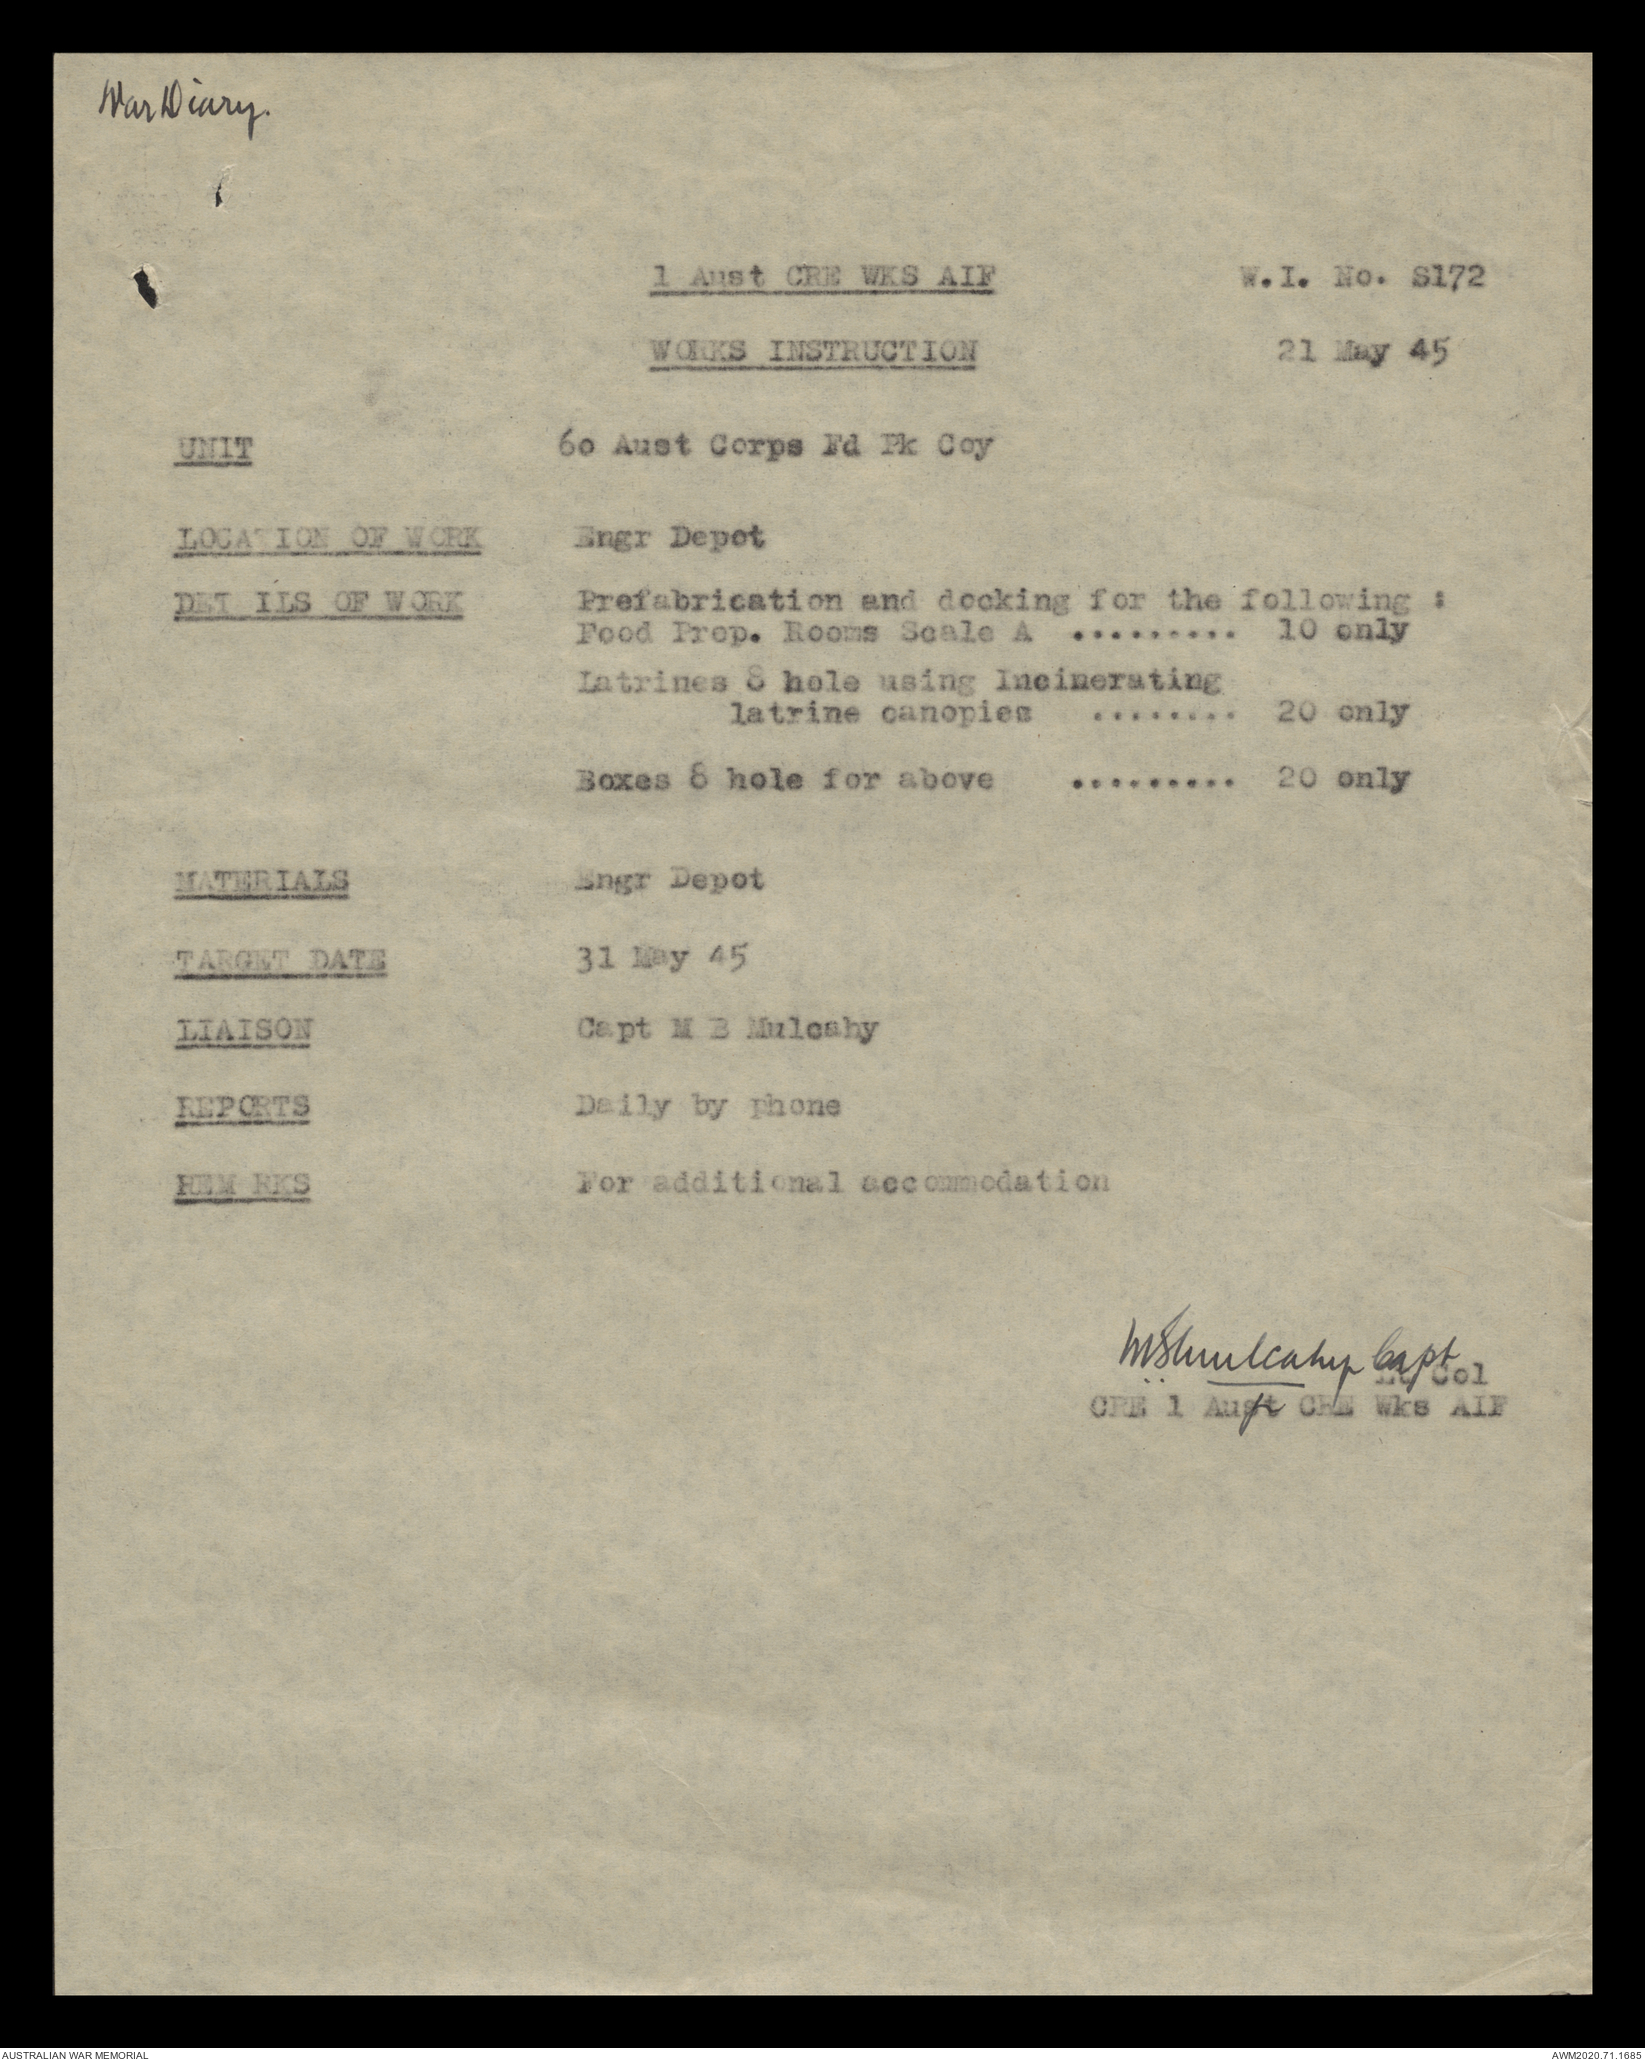 War Diary.
1 Aust CRE WKS AIF W.I. No. S172
WORKS INSTRUCTION 21 May 45
UNIT 60 Aust Corps Fd Pk Coy
LOCATION OF WORK Engr Depot
DETAILS OF WORK Prefabrication and docking for the following :
Food Prep. Rooms Scale A ......... 10 only
Latrines 8 hole using Incinerating
latrine canopies ........ 20 only
Boxes 8 hole for above ......... 20 only
MATERIALS Engr Depot
TARGET DATE 31 May 45
LIAISON Capt M B Mulcahy
REPORTS Daily by phone
REMARKS For additional accommodation
MBMulcahy Capt
Lt Col
CRE 1 Aust CRE Wks AIF
AUSTRALIAN WAR MEMORIAL AWM2020.71.1685